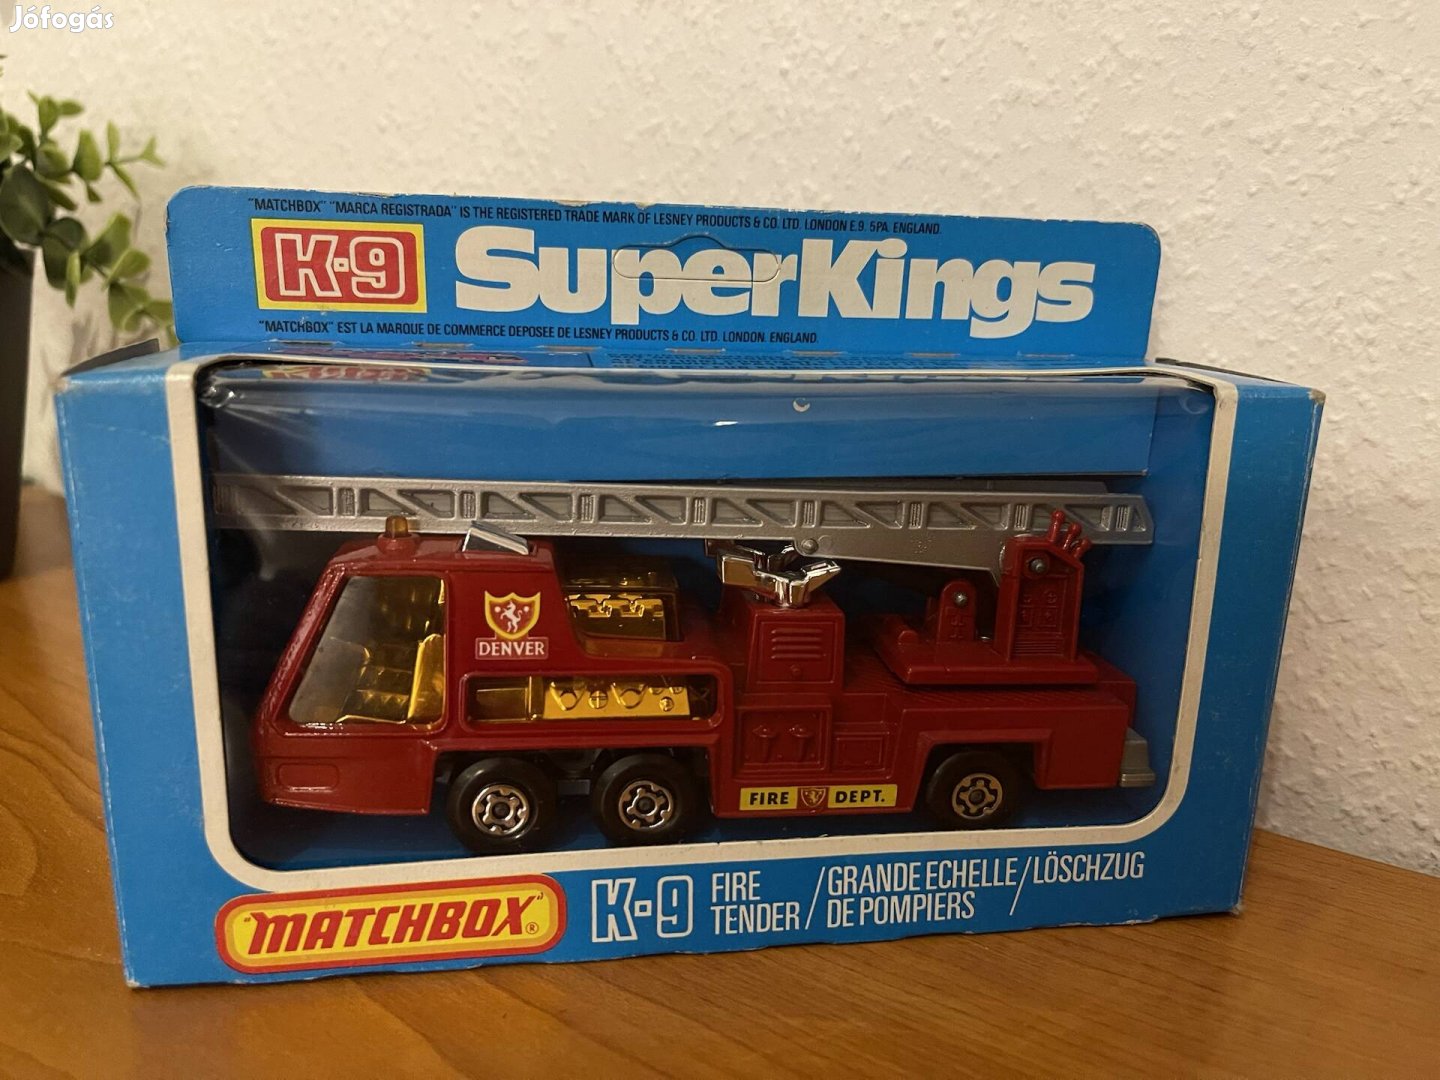 Jófogás
"MATCHBOX" "MARCA REGISTRADA" IS THE REGISTERED TRADE MARK OF LESNEY PRODUCTS & CO. LTD. LONDON E.9. 5PA. ENGLAND.
K-9 SuperKings
"MATCHBOX" EST LA MARQUE DE COMMERCE DEPOSEE DE LESNEY PRODUCTS & CO. LTD. LONDON. ENGLAND.
DENVER
FIRE DEPT.
"MATCHBOX"® K-9 FIRE TENDER / GRANDE ECHELLE DE POMPIERS / LÖSCHZUG